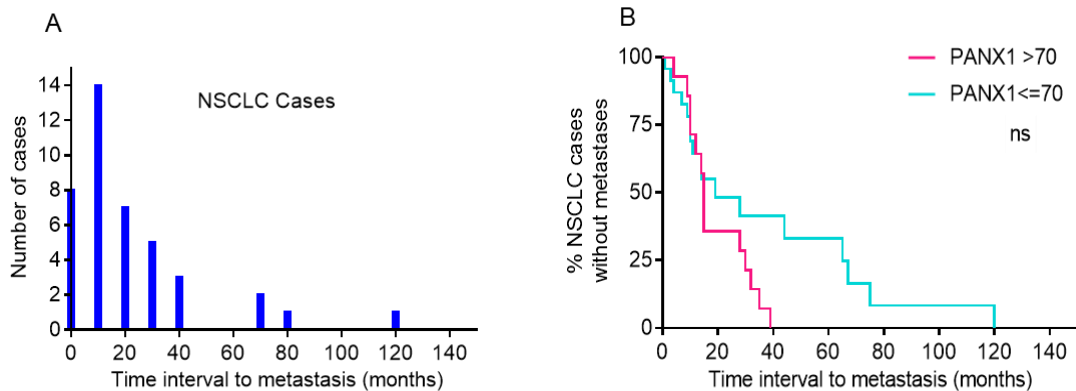 A
NSCLC Cases
Number of cases
14
12
10
8
6
4
2
0
0 20 40 60 80 100 120 140
Time interval to metastasis (months)
B
PANX1 >70
PANX1<=70
ns
% NSCLC cases
without metastases
100
75
50
25
0
0 20 40 60 80 100 120 140
Time interval to metastasis (months)